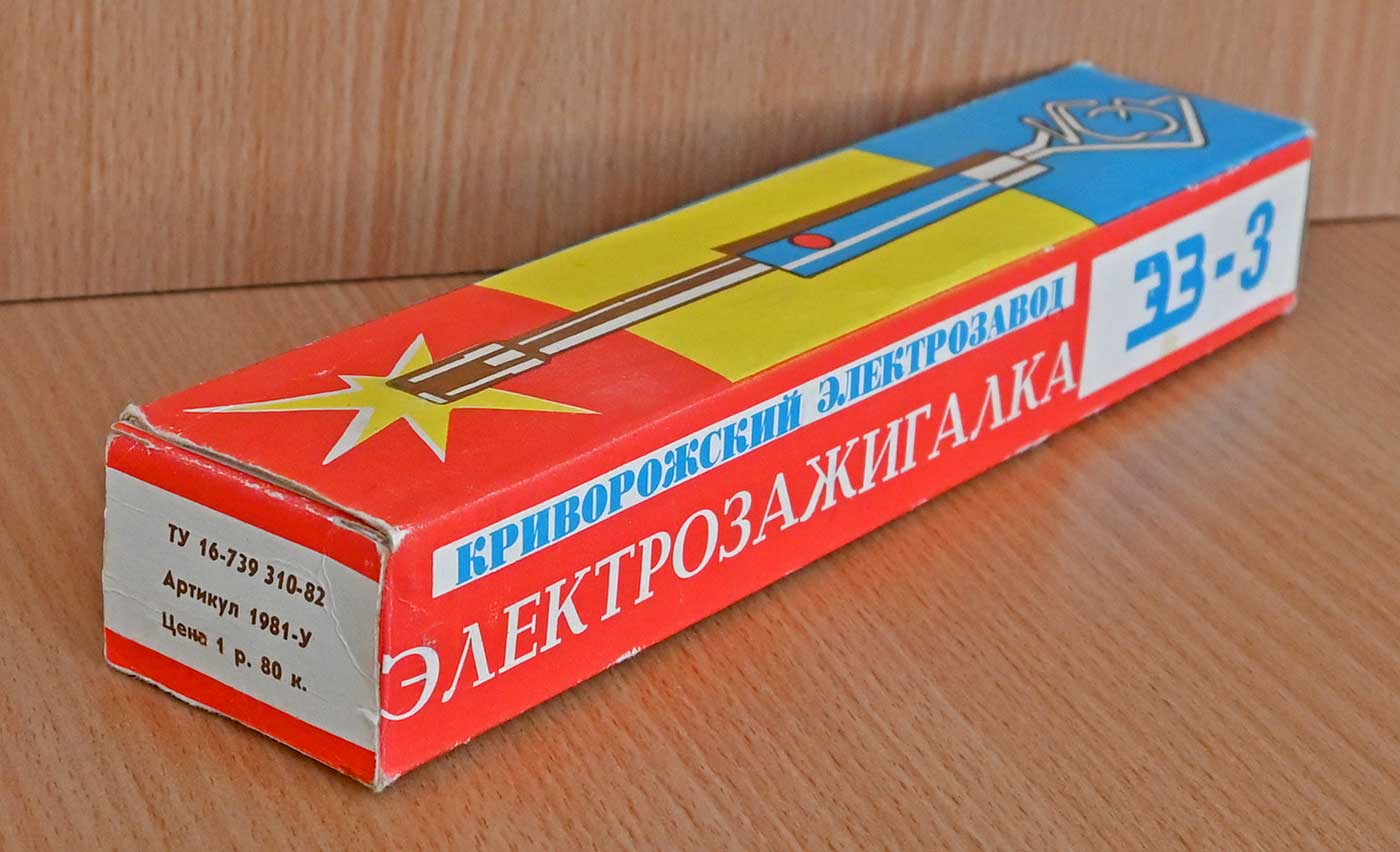 ЭЗ-3
КРИВОРОЖСКИЙ ЭЛЕКТРОЗАВОД
ЭЛЕКТРОЗАЖИГАЛКА
ТУ 16-739 310-82
Артикул 1981-У
Цена 1 р. 80 к.